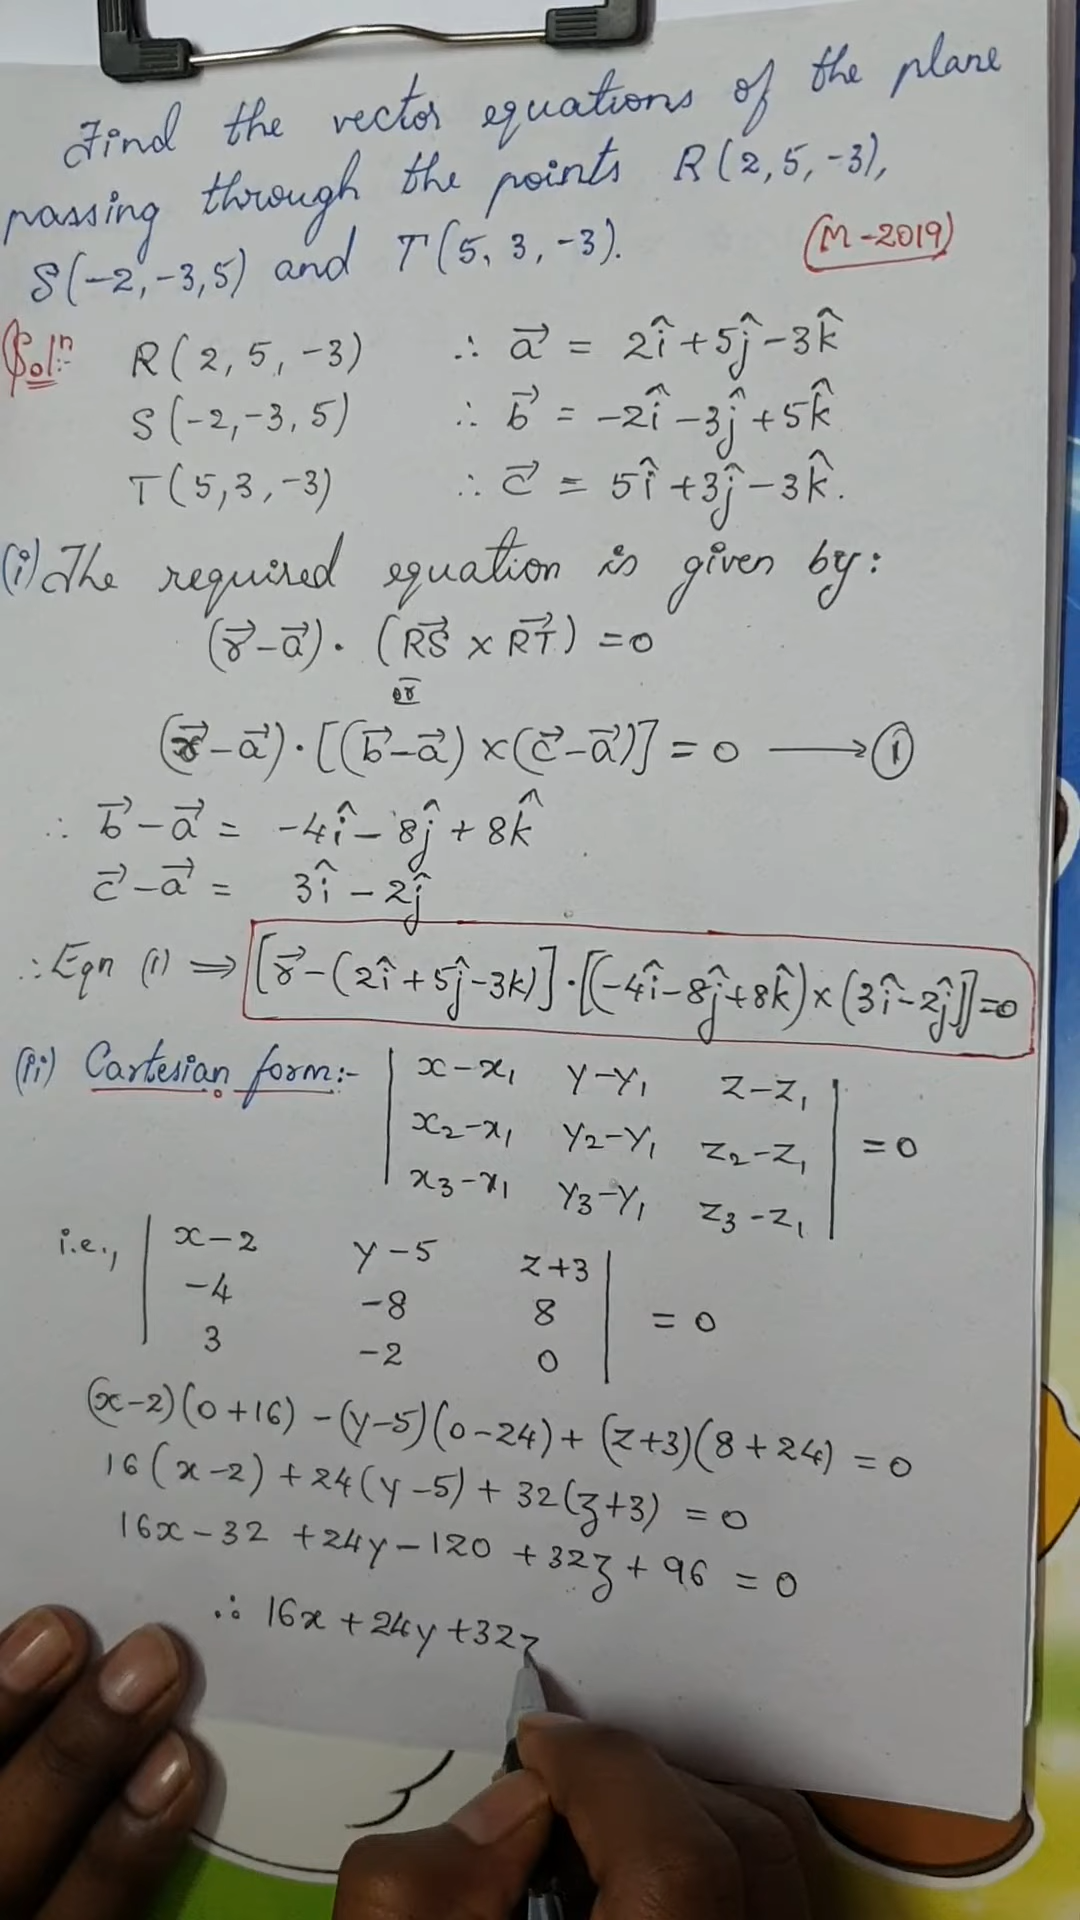 Find the vector equations of the plane
passing through the points R(2, 5, -3),
S(-2, -3, 5) and T(5, 3, -3).
(M-2019)
Solⁿ:- R(2, 5, -3) ∴ a⃗ = 2î + 5ĵ - 3k̂
S(-2, -3, 5) ∴ b⃗ = -2î - 3ĵ + 5k̂
T(5, 3, -3) ∴ c⃗ = 5î + 3ĵ - 3k̂.
(i) The required equation is given by:
(r⃗ - a⃗) · (RS⃗ × RT⃗) = 0
or
(r⃗ - a⃗) · [(b⃗ - a⃗) × (c⃗ - a⃗)] = 0 ⟶ ①
∴ b⃗ - a⃗ = -4î - 8ĵ + 8k̂
c⃗ - a⃗ = 3î - 2ĵ
∴ Eqn (1) ⇒ [r⃗ - (2î + 5ĵ - 3k)] · [(-4î - 8ĵ + 8k̂) × (3î - 2ĵ)] = 0
(ii) Cartesian form:- | x - x₁ y - y₁ z - z₁ |
| x₂ - x₁ y₂ - y₁ z₂ - z₁ | = 0
| x₃ - x₁ y₃ - y₁ z₃ - z₁ |
i.e., | x - 2 y - 5 z + 3 |
| -4 -8 8 | = 0
| 3 -2 0 |
(x - 2)(0 + 16) - (y - 5)(0 - 24) + (z + 3)(8 + 24) = 0
16(x - 2) + 24(y - 5) + 32(z + 3) = 0
16x - 32 + 24y - 120 + 32z + 96 = 0
∴ 16x + 24y + 32z